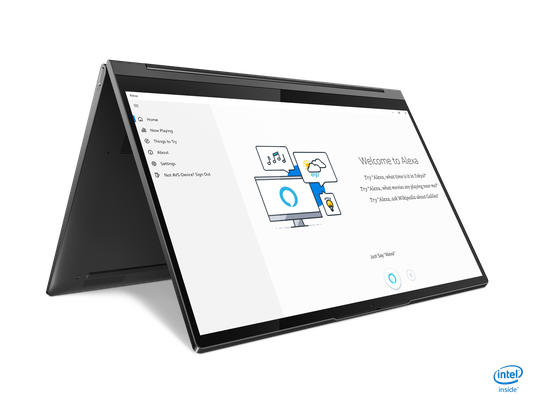 Alexa
Home
Now Playing
Things to Try
About
Settings
Not AVS-Device? Sign Out
Welcome to Alexa
Try "Alexa, what time is it in Tokyo?"
Try "Alexa, what movies are playing near me?"
Try "Alexa, ask Wikipedia about Galileo"
Just Say "Alexa"
intel
inside™